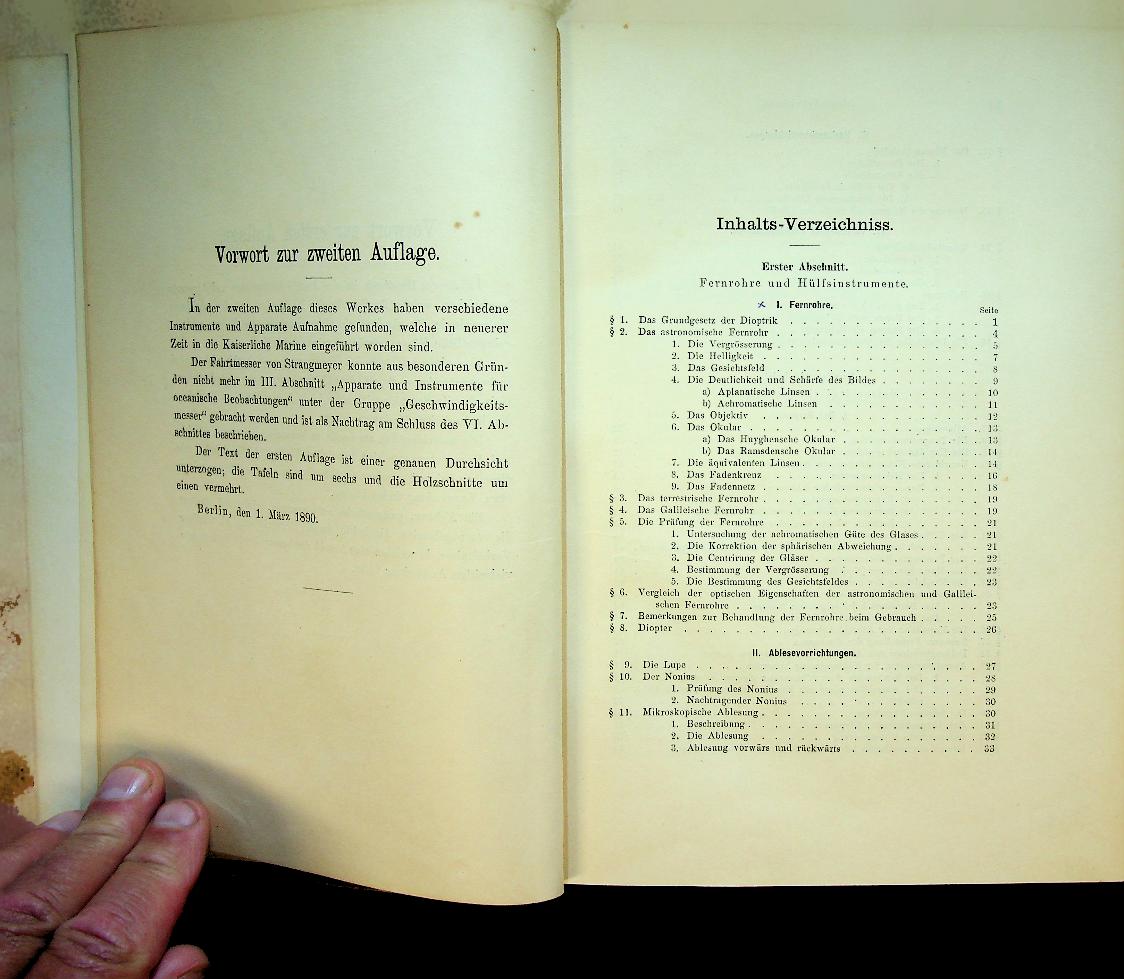 Vorwort zur zweiten Auflage.
In der zweiten Auflage dieses Werkes haben verschiedene
Instrumente und Apparate Aufnahme gefunden, welche in neuerer
Zeit in die Kaiserliche Marine eingeführt worden sind.
Der Fahrtmesser von Strangmeyer konnte aus besonderen Grün-
den nicht mehr im III. Abschnitt „Apparate und Instrumente für
oceanische Beobachtungen" unter der Gruppe „Geschwindigkeits-
messer" gebracht werden und ist als Nachtrag am Schluss des VI. Ab-
schnittes beschrieben.
Der Text der ersten Auflage ist einer genauen Durchsicht
unterzogen; die Tafeln sind um sechs und die Holzschnitte um
einen vermehrt.
Berlin, den 1. März 1890.
Inhalts-Verzeichniss.
Erster Abschnitt.
Fernrohre und Hülfsinstrumente.
I. Fernrohre.
Seite
§ 1. Das Grundgesetz der Dioptrik . . . . . 1
§ 2. Das astronomische Fernrohr . . . . . 4
1. Die Vergrösserung . . . . . 5
2. Die Helligkeit . . . . . 7
3. Das Gesichtsfeld . . . . . 8
4. Die Deutlichkeit und Schärfe des Bildes . . . . . 9
a) Aplanatische Linsen . . . . . 10
b) Achromatische Linsen . . . . . 11
5. Das Objektiv . . . . . 12
6. Das Okular . . . . . 13
a) Das Huyghensche Okular . . . . . 13
b) Das Ramsdensche Okular . . . . . 14
7. Die äquivalenten Linsen . . . . . 14
8. Das Fadenkreuz . . . . . 16
9. Das Fadennetz . . . . . 18
§ 3. Das terrestrische Fernrohr . . . . . 19
§ 4. Das Galileische Fernrohr . . . . . 19
§ 5. Die Prüfung der Fernrohre . . . . . 21
1. Untersuchung der achromatischen Güte des Glases . . . . . 21
2. Die Korrektion der sphärischen Abweichung . . . . . 21
3. Die Centrirung der Gläser . . . . . 22
4. Bestimmung der Vergrösserung . . . . . 22
5. Die Bestimmung des Gesichtsfeldes . . . . . 23
§ 6. Vergleich der optischen Eigenschaften der astronomischen und Galilei-
schen Fernrohre . . . . . 23
§ 7. Bemerkungen zur Behandlung der Fernrohre beim Gebrauch . . . . . 25
§ 8. Diopter . . . . . 26
II. Ablesevorrichtungen.
§ 9. Die Lupe . . . . . 27
§ 10. Der Nonius . . . . . 28
1. Prüfung des Nonius . . . . . 29
2. Nachtragender Nonius . . . . . 30
§ 11. Mikroskopische Ablesung . . . . . 30
1. Beschreibung . . . . . 31
2. Die Ablesung . . . . . 32
3. Ablesung vorwärs und rückwärts . . . . . 33